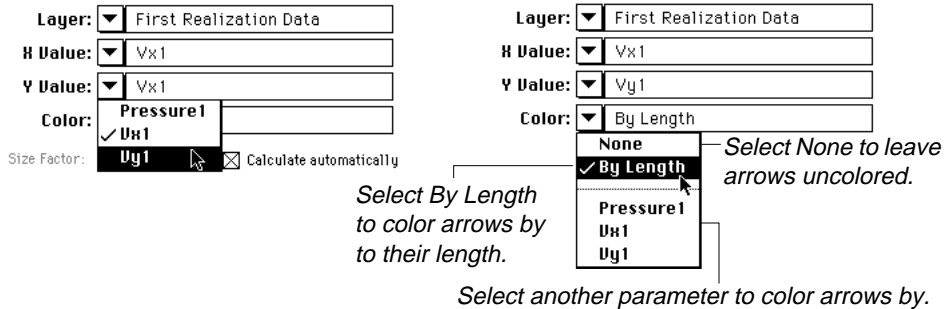 Layer: First Realization Data
X Value: Vx1
Y Value: Vx1
Pressure1
Color:
✓Vx1
Vy1
Size Factor: Calculate automatically
Layer: First Realization Data
X Value: Vx1
Y Value: Vy1
Color: By Length
None
✓By Length
Pressure1
Vx1
Vy1
Select None to leave
arrows uncolored.
Select By Length
to color arrows by
to their length.
Select another parameter to color arrows by.